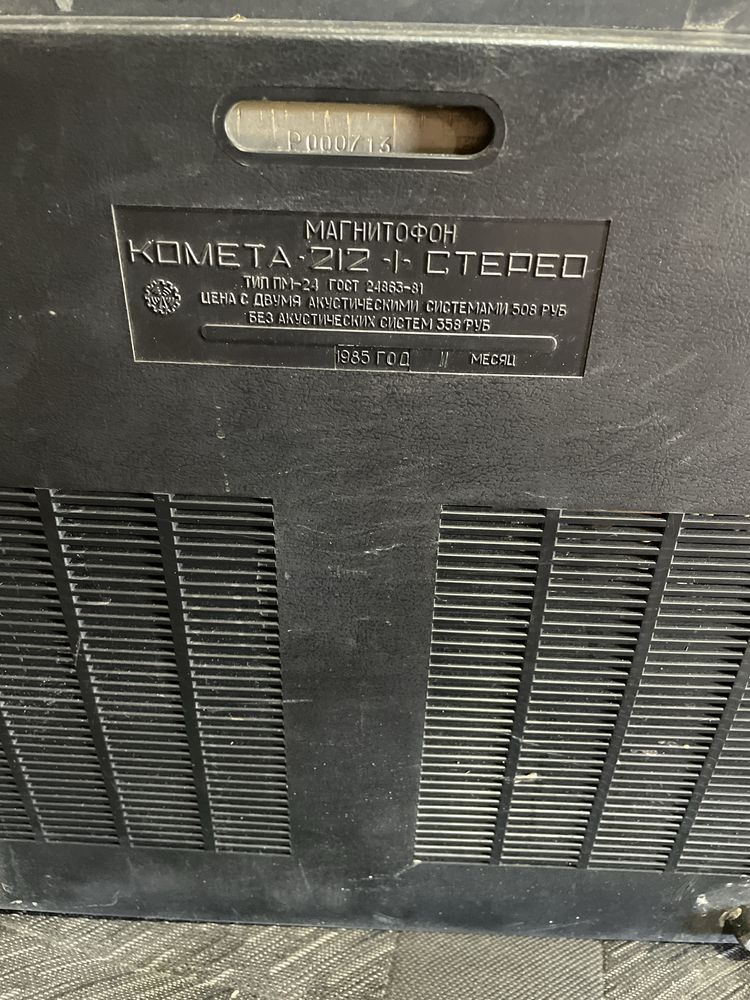 Р000713
МАГНИТОФОН
КОМЕТА-212-1-СТЕРЕО
ТИП ПМ-24 ГОСТ 24863-81
ЦЕНА С ДВУМЯ АКУСТИЧЕСКИМИ СИСТЕМАМИ 508 РУБ
БЕЗ АКУСТИЧЕСКИХ СИСТЕМ 358 РУБ
1985 ГОД 11 МЕСЯЦ